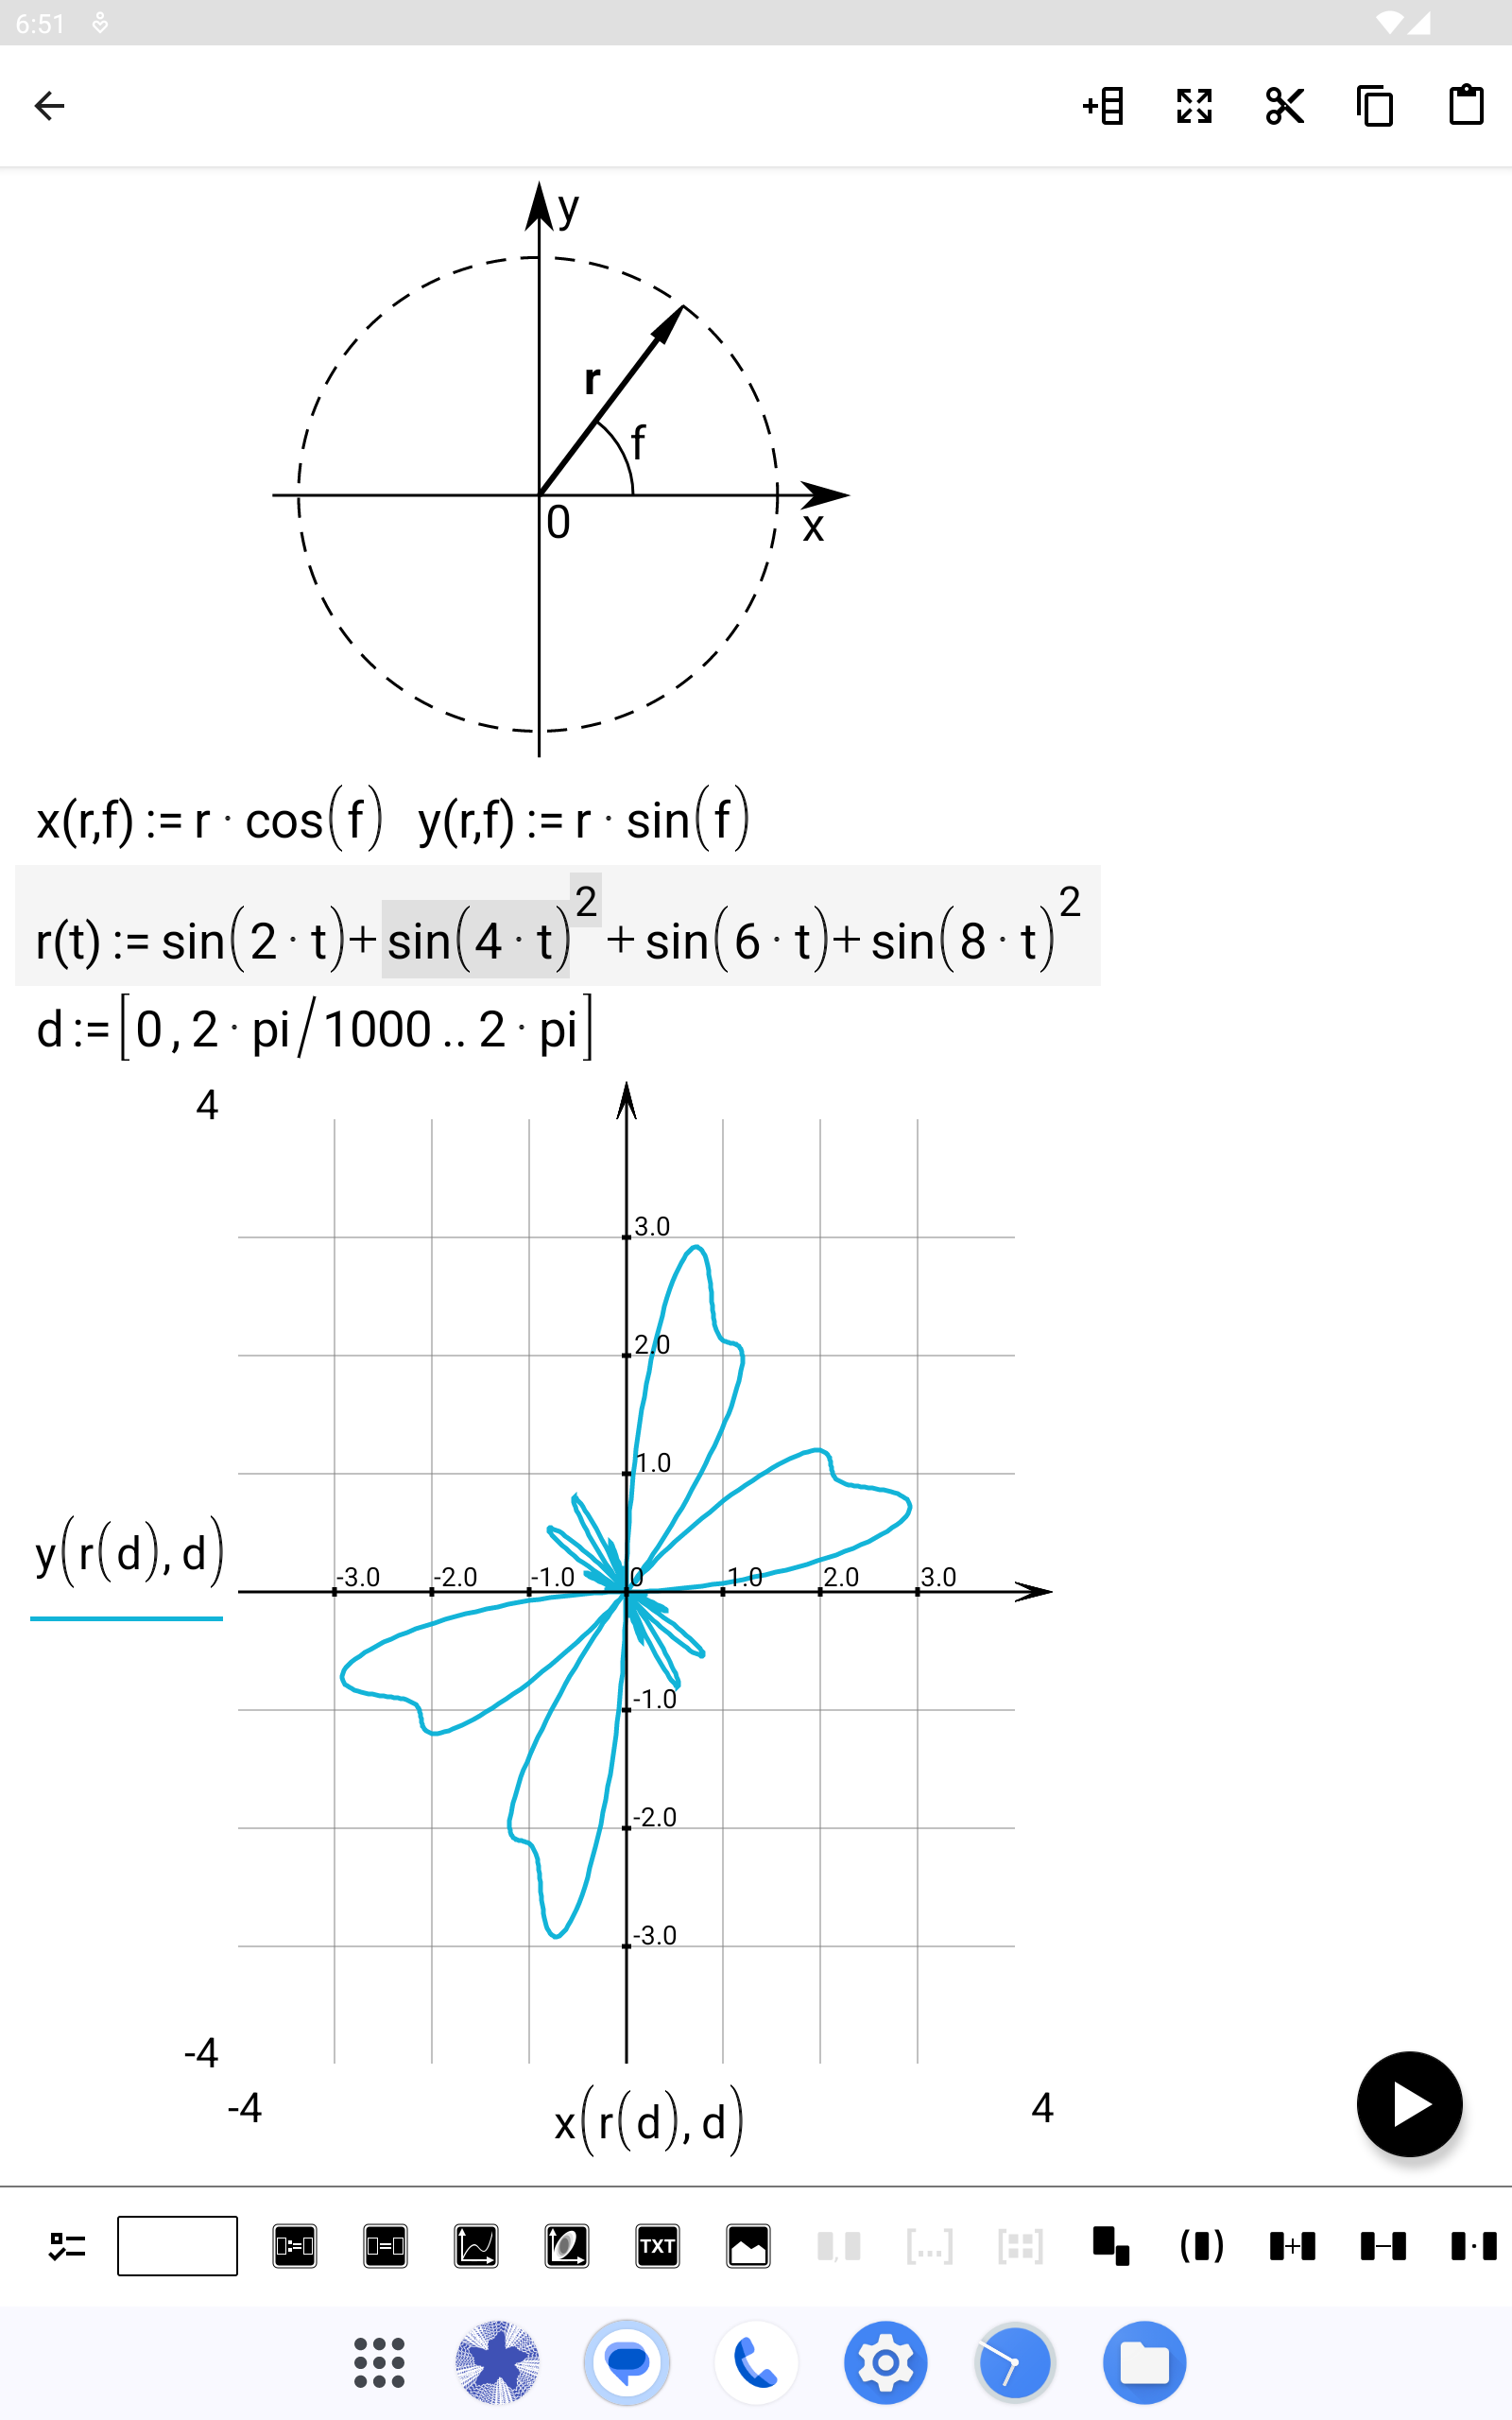 6:51
y
r
f
0
x
x(r,f) := r · cos(f) y(r,f) := r · sin(f)
r(t) := sin(2 · t)+sin(4 · t)² + sin(6 · t)+ sin(8 · t)²
d:=[0 , 2 · pi/1000 .. 2 · pi]
4
3.0
2.0
1.0
y(r(d), d)
-3.0 -2.0 -1.0 0 1.0 2.0 3.0
-1.0
-2.0
-3.0
-4
-4 x(r(d), d) 4
TXT